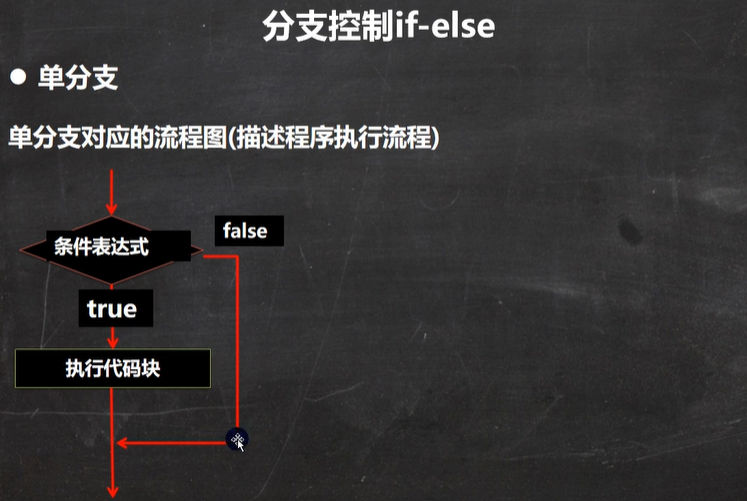 分支控制if-else
● 单分支
单分支对应的流程图(描述程序执行流程)
false
条件表达式
true
执行代码块